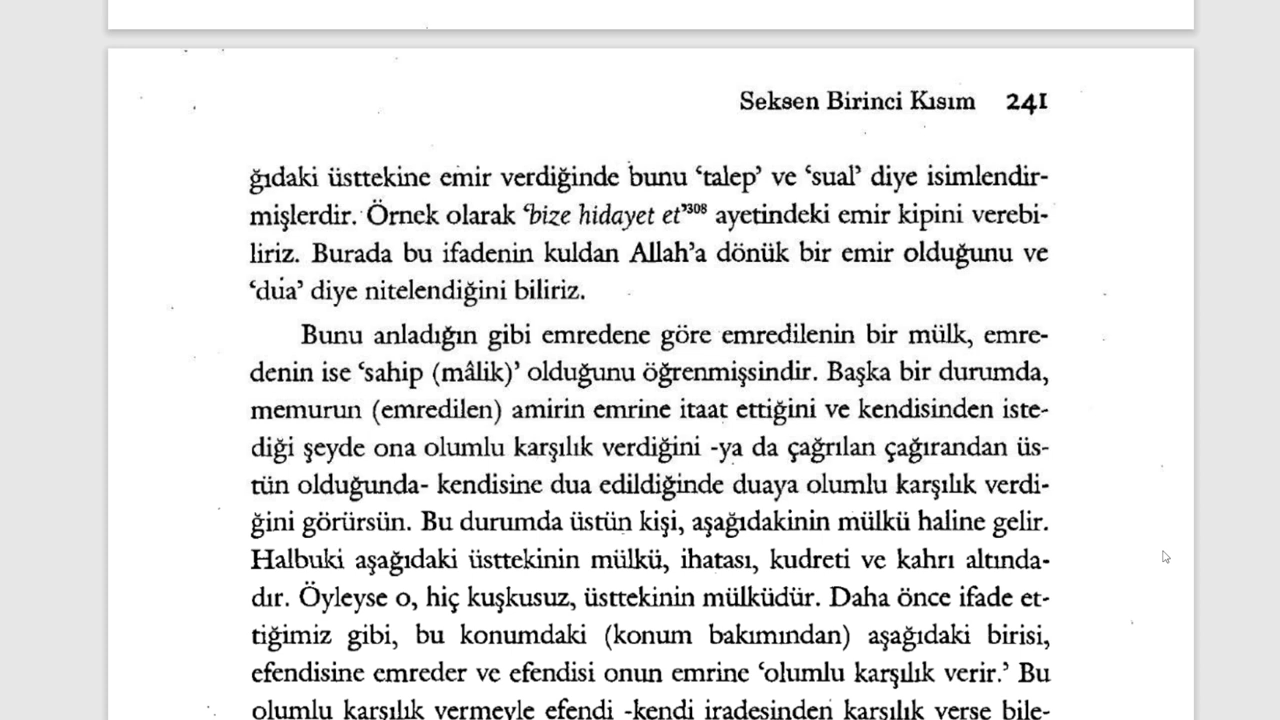 Seksen Birinci Kısım 241
ğıdaki üsttekine emir verdiğinde bunu ‘talep’ ve ‘sual’ diye isimlendir-
mişlerdir. Örnek olarak ‘bize hidayet et’308 ayetindeki emir kipini verebi-
liriz. Burada bu ifadenin kuldan Allah’a dönük bir emir olduğunu ve
‘dua’ diye nitelendiğini biliriz.
Bunu anladığın gibi emredene göre emredilenin bir mülk, emre-
denin ise ‘sahip (mâlik)’ olduğunu öğrenmişsindir. Başka bir durumda,
memurun (emredilen) amirin emrine itaat ettiğini ve kendisinden iste-
diği şeyde ona olumlu karşılık verdiğini -ya da çağrılan çağırandan üs-
tün olduğunda- kendisine dua edildiğinde duaya olumlu karşılık verdi-
ğini görürsün. Bu durumda üstün kişi, aşağıdakinin mülkü haline gelir.
Halbuki aşağıdaki üsttekinin mülkü, ihatası, kudreti ve kahrı altında-
dır. Öyleyse o, hiç kuşkusuz, üsttekinin mülküdür. Daha önce ifade et-
tiğimiz gibi, bu konumdaki (konum bakımından) aşağıdaki birisi,
efendisine emreder ve efendisi onun emrine ‘olumlu karşılık verir.’ Bu
olumlu karşılık vermeyle efendi -kendi iradesinden karşılık verse bile-